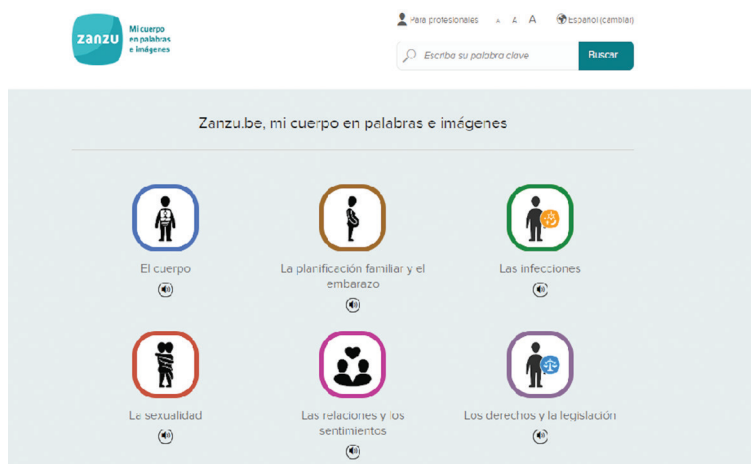 zanzu
Mi cuerpo
en palabras
e imágenes
Para profesionales A A A Español (cambiar)
Escriba su palabra clave Buscar
Zanzu.be, mi cuerpo en palabras e imágenes
El cuerpo
La planificación familiar y el
embarazo
Las infecciones
La sexualidad
Las relaciones y los
sentimientos
Los derechos y la legislación